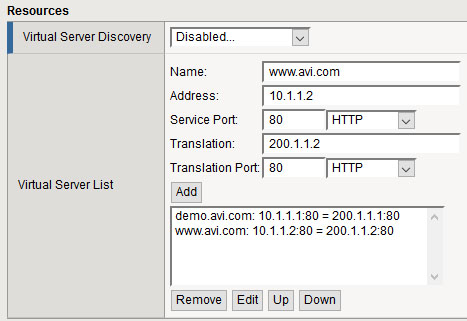 Resources
Virtual Server Discovery
Disabled...
Name:
www.avi.com
Address:
10.1.1.2
Service Port:
80
HTTP
Translation:
200.1.1.2
Translation Port:
80
HTTP
Virtual Server List
Add
demo.avi.com: 10.1.1.1:80 = 200.1.1.1:80
www.avi.com: 10.1.1.2:80 = 200.1.1.2:80
Remove
Edit
Up
Down